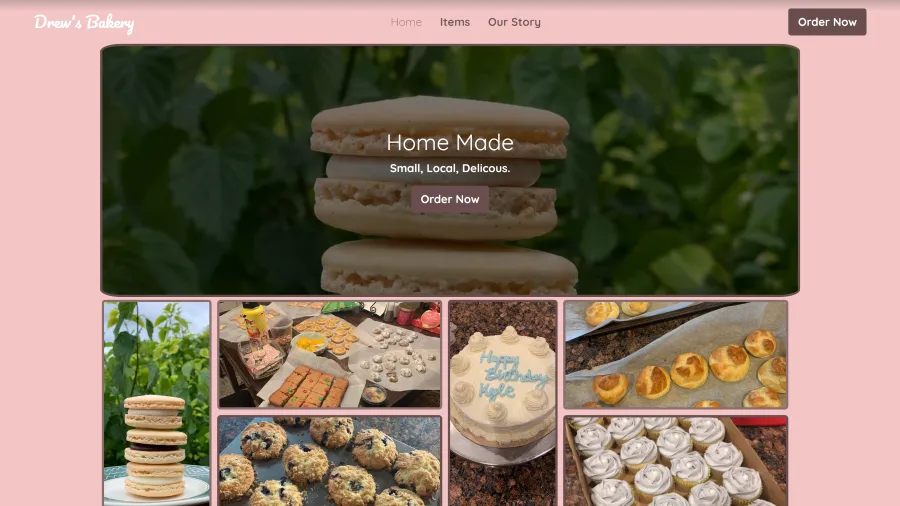 Drew's Bakery
Home
Items
Our Story
Order Now
Home Made
Small, Local, Delicous.
Order Now
Happy
Birthday
Kyle